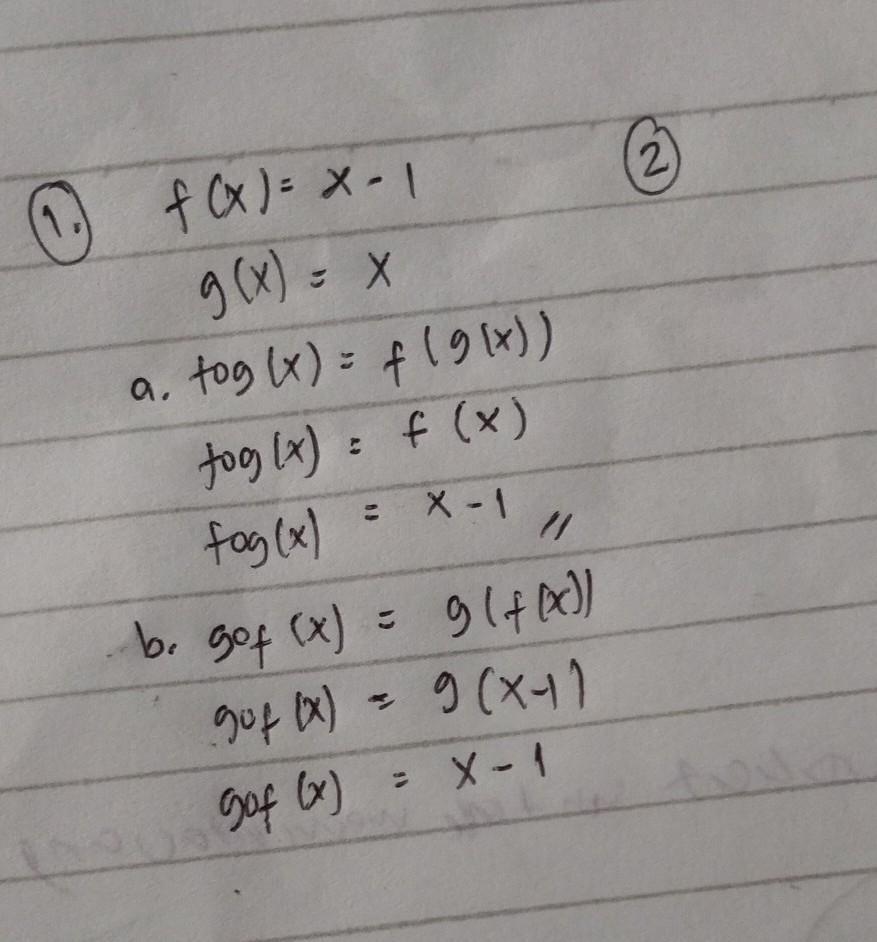 1. f(x) = x - 1
g(x) = x
a. fog(x) = f(g(x))
fog(x) = f(x)
fog(x) = x - 1 //
b. gof(x) = g(f(x))
gof(x) = g(x-1)
gof(x) = x - 1
2